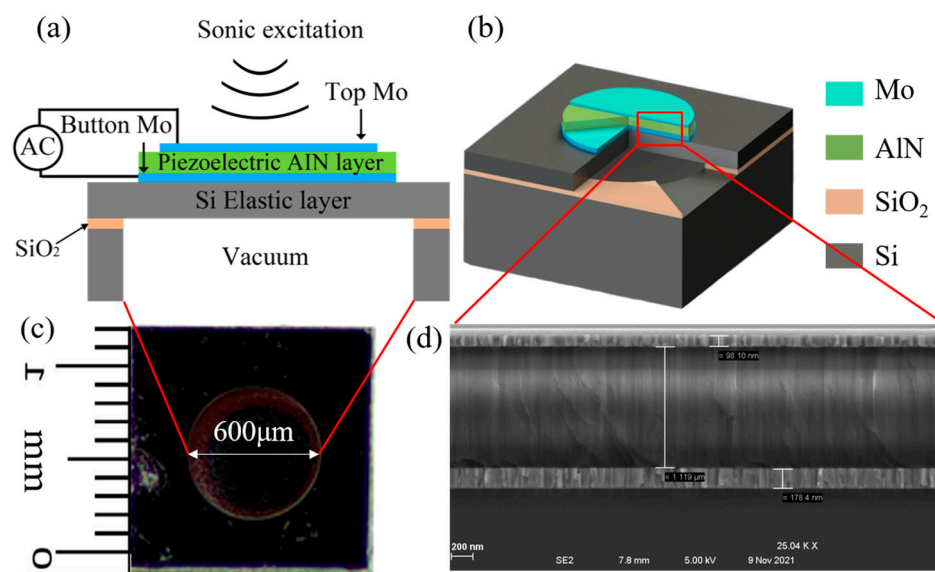 (a)
Sonic excitation
Top Mo
Button Mo
AC
Piezoelectric AlN layer
Si Elastic layer
SiO2
Vacuum
(b)
Mo
AlN
SiO2
Si
(c)
1
mm
0
600μm
(d)
= 98.10 nm
= 1.119 μm
= 178.4 nm
200 nm
25.04 K X
SE2 7.8 mm 5.00 kV 9 Nov 2021